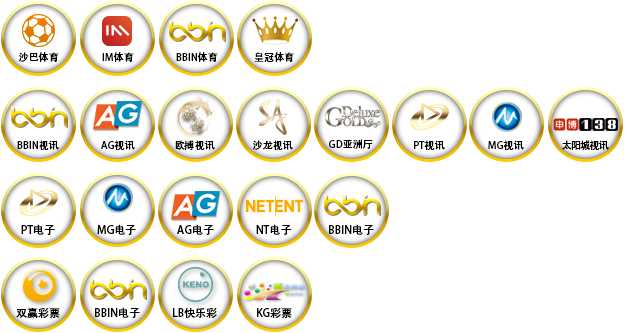 IM bbin
沙巴体育 IM体育 BBIN体育 皇冠体育
bbin AG SA Deluxe Gold 申博138
BBIN视讯 AG视讯 欧搏视讯 沙龙视讯 GD亚洲厅 PT视讯 MG视讯 太阳城视讯
AG NETENT bbin
PT电子 MG电子 AG电子 NT电子 BBIN电子
bbin KENO
双赢彩票 BBIN电子 LB快乐彩 KG彩票